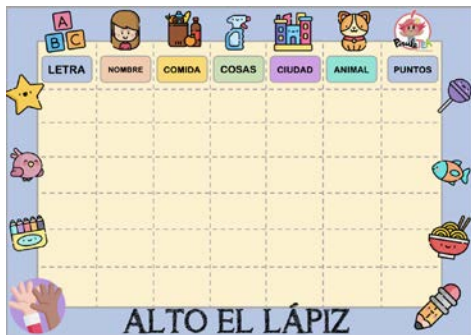 A
B C
LETRA NOMBRE COMIDA COSAS CIUDAD ANIMAL PUNTOS
ALTO EL LÁPIZ